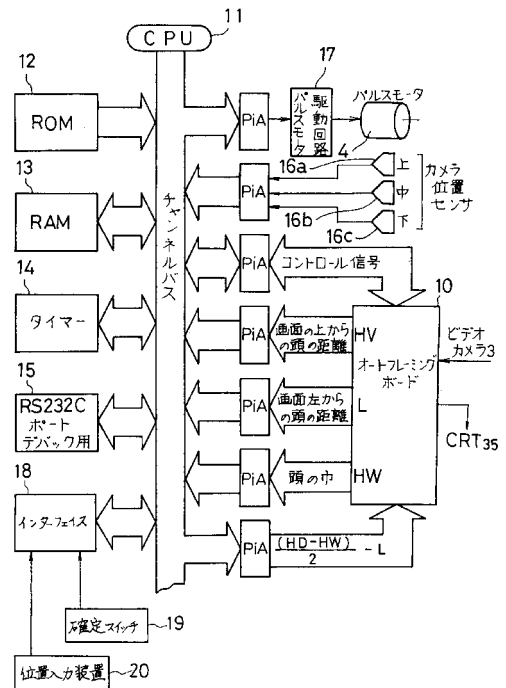 11
CPU
12
ROM
13
RAM
14
タイマー
15
RS232C
ポート
デバック用
18
インターフェイス
確定スイッチ
19
位置入力装置
20
チャンネルバス
PiA
17
パルスモータ
駆動回路
パルスモータ
4
PiA
16a
上
16b
中
16c
下
カメラ
位置
センサ
PiA
コントロール信号
10
オートフレーミング
ボード
ビデオ
カメラ3
CRT35
PiA
画面の上から
の頭の距離
HV
PiA
画面左から
の頭の距離
L
PiA
頭の巾
HW
PiA
(HD-HW)
2
-L